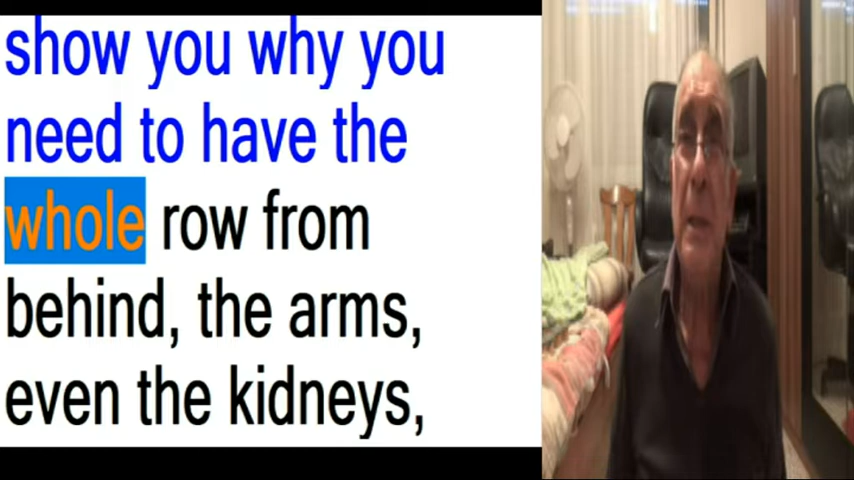 show you why you
need to have the
whole row from
behind, the arms,
even the kidneys,